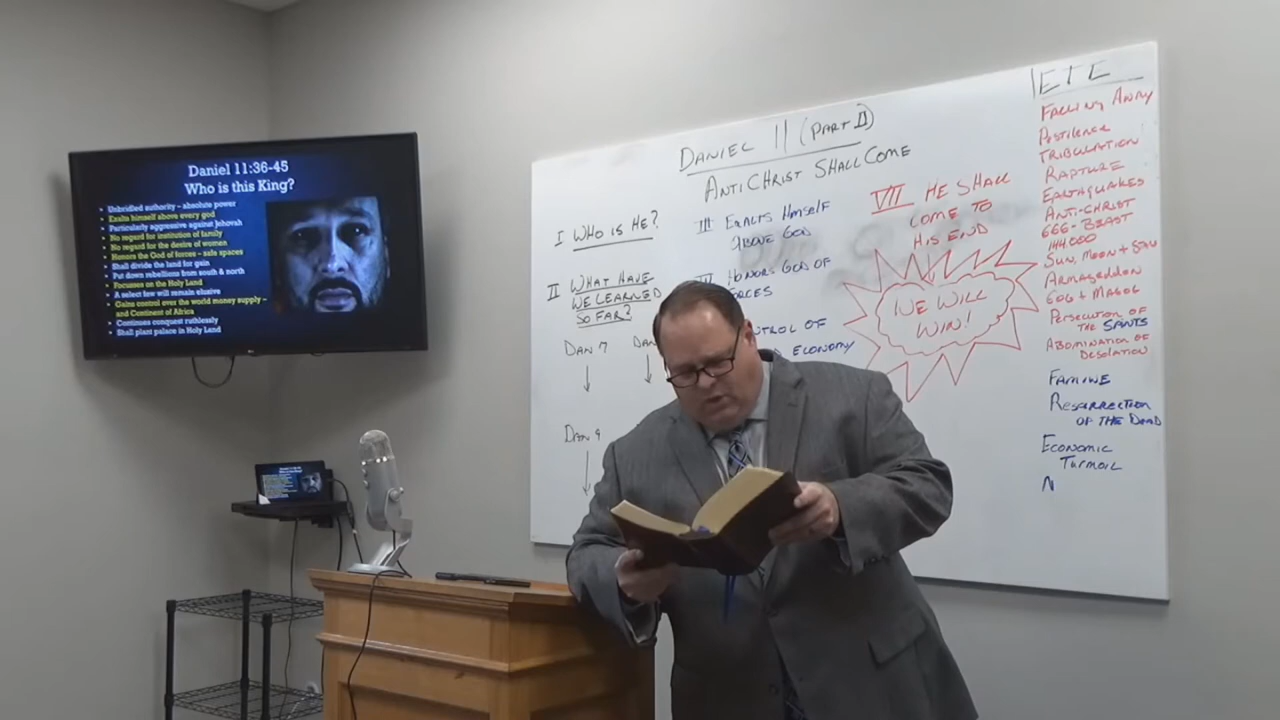 Daniel 11:36-45
Who is this King?
• Unbridled authority – absolute power
• Exalts himself above every god
• Particularly aggressive against Jehovah
• No regard for institution of family
• No regard for the desire of women
• Honors the God of forces – safe spaces
• Shall divide the land for gain
• Put down rebellions from south & north
• Focusses on the Holy Land
• A select few will remain elusive
• Gains control over the world money supply –
and Continent of Africa
• Continues conquest ruthlessly
• Shall plant palace in Holy Land
DANIEL 11 (PART II)
ANTICHRIST SHALL COME
I WHO IS HE?
II WHAT HAVE
WE LEARNED
SO FAR?
DAN 7
DAN
DAN 9
III EXALTS HIMSELF
ABOVE GOD
HONORS GOD OF
FORCES
CONTROL OF
ECONOMY
VII HE SHALL
COME TO
HIS END
WE WILL
WIN!
FALLING AWAY
PESTILENCE
TRIBULATION
RAPTURE
EARTHQUAKES
ANTI-CHRIST
666-BEAST
144000
SUN, MOON + STAR
ARMAGEDDON
GOG + MAGOG
PERSECUTION OF
THE SAINTS
ABOMINATION OF
DESOLATION
FAMINE
RESURRECTION
OF THE DEAD
ECONOMIC
TURMOIL
N